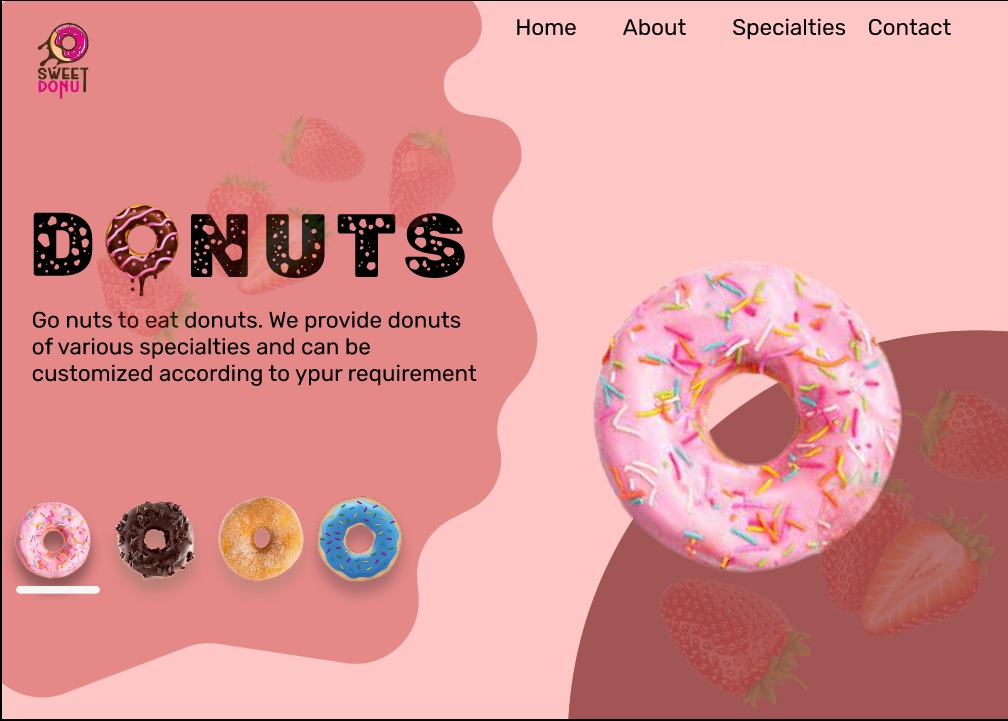 Home About Specialties Contact
SWEET
DONUT
DONUTS
Go nuts to eat donuts. We provide donuts
of various specialties and can be
customized according to ypur requirement